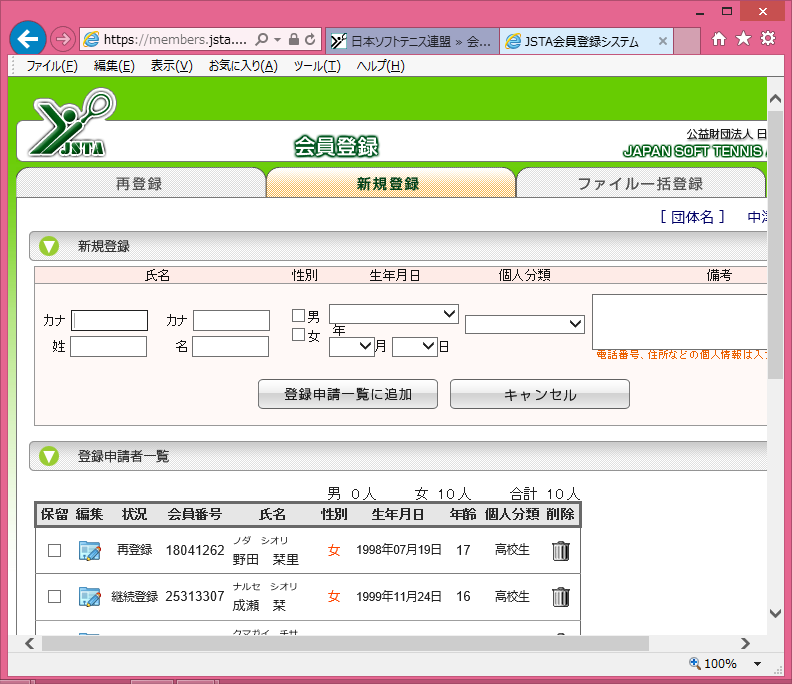 https://members.jsta....
日本ソフトテニス連盟 » 会...
JSTA会員登録システム
ファイル(F) 編集(E) 表示(V) お気に入り(A) ツール(T) ヘルプ(H)
JSTA
会員登録
公益財団法人 日
JAPAN SOFT TENNIS
再登録 新規登録 ファイル一括登録
[ 団体名 ] 中津
新規登録
氏名 性別 生年月日 個人分類 備考
カナ カナ 男 年
姓 名 女 月 日
電話番号、住所などの個人情報は入
登録申請一覧に追加 キャンセル
登録申請者一覧
男 0人 女 10人 合計 10人
保留 編集 状況 会員番号 氏名 性別 生年月日 年齢 個人分類 削除
ノダ シオリ
再登録 18041262 野田 栞里 女 1998年07月19日 17 高校生
ナルセ シオリ
継続登録 25313307 成瀬 栞 女 1999年11月24日 16 高校生
クマガイ チサ
100%